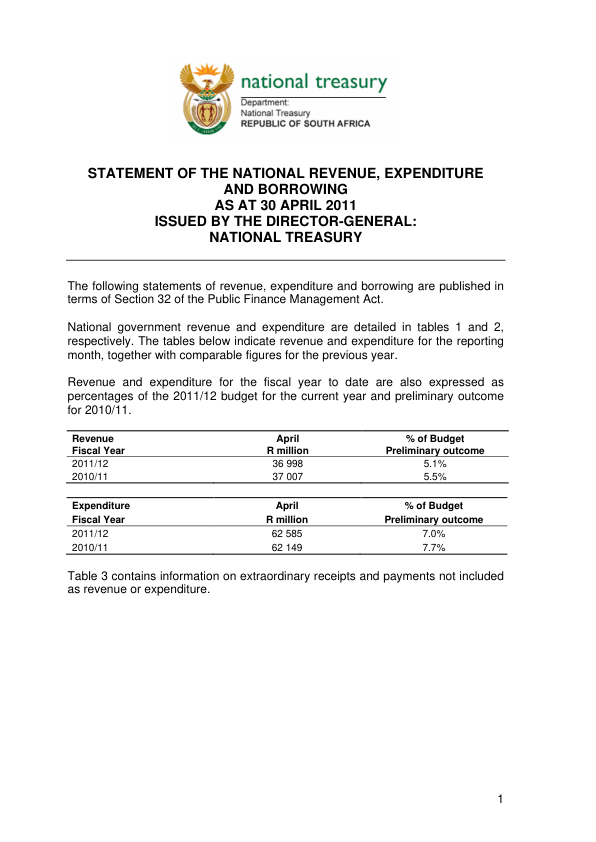 national treasury
Department:
National Treasury
REPUBLIC OF SOUTH AFRICA
STATEMENT OF THE NATIONAL REVENUE, EXPENDITURE
AND BORROWING
AS AT 30 APRIL 2011
ISSUED BY THE DIRECTOR-GENERAL:
NATIONAL TREASURY
The following statements of revenue, expenditure and borrowing are published in
terms of Section 32 of the Public Finance Management Act.
National government revenue and expenditure are detailed in tables 1 and 2,
respectively. The tables below indicate revenue and expenditure for the reporting
month, together with comparable figures for the previous year.
Revenue and expenditure for the fiscal year to date are also expressed as
percentages of the 2011/12 budget for the current year and preliminary outcome
for 2010/11.
Revenue April % of Budget
Fiscal Year R million Preliminary outcome
2011/12 36 998 5.1%
2010/11 37 007 5.5%
Expenditure April % of Budget
Fiscal Year R million Preliminary outcome
2011/12 62 585 7.0%
2010/11 62 149 7.7%
Table 3 contains information on extraordinary receipts and payments not included
as revenue or expenditure.
1